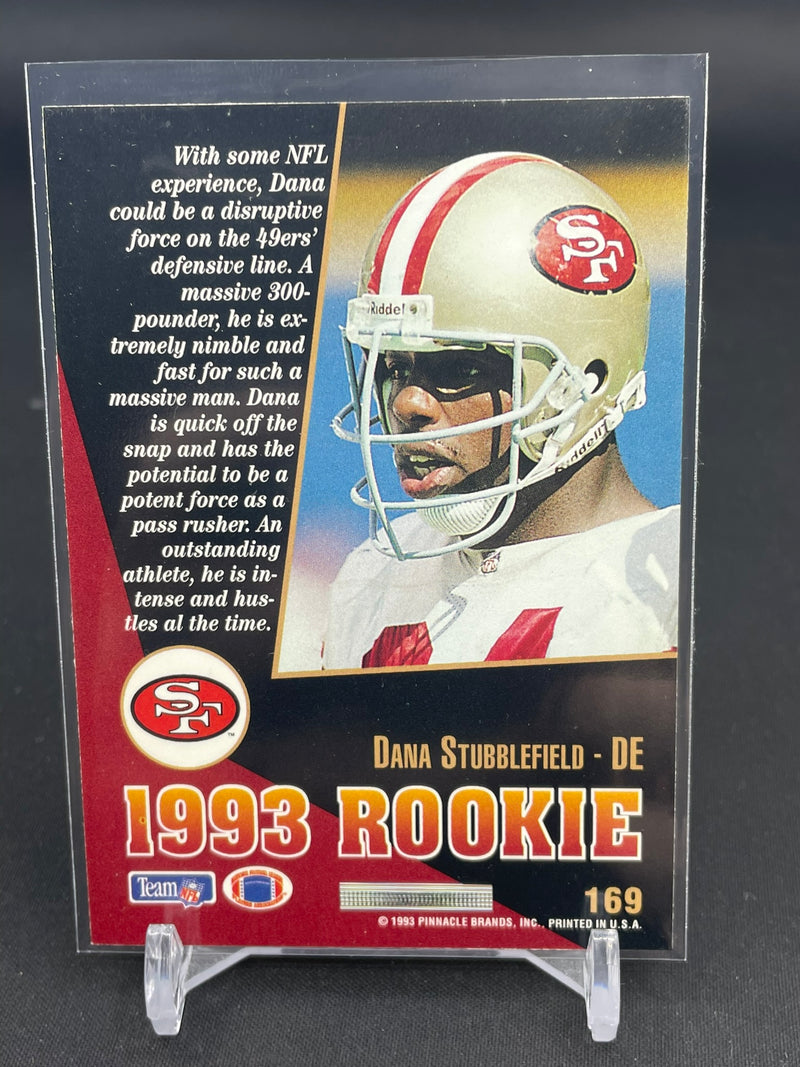 With some NFL
experience, Dana
could be a disruptive
force on the 49ers'
defensive line. A
massive 300-
pounder, he is ex-
tremely nimble and
fast for such a
massive man. Dana
is quick off the
snap and has the
potential to be a
potent force as a
pass rusher. An
outstanding
athlete, he is in-
tense and hus-
tles al the time.
SF
Riddell
Riddell
SF
TM
DANA STUBBLEFIELD - DE
1993 ROOKIE
Team NFL
169
© 1993 PINNACLE BRANDS, INC., PRINTED IN U.S.A.